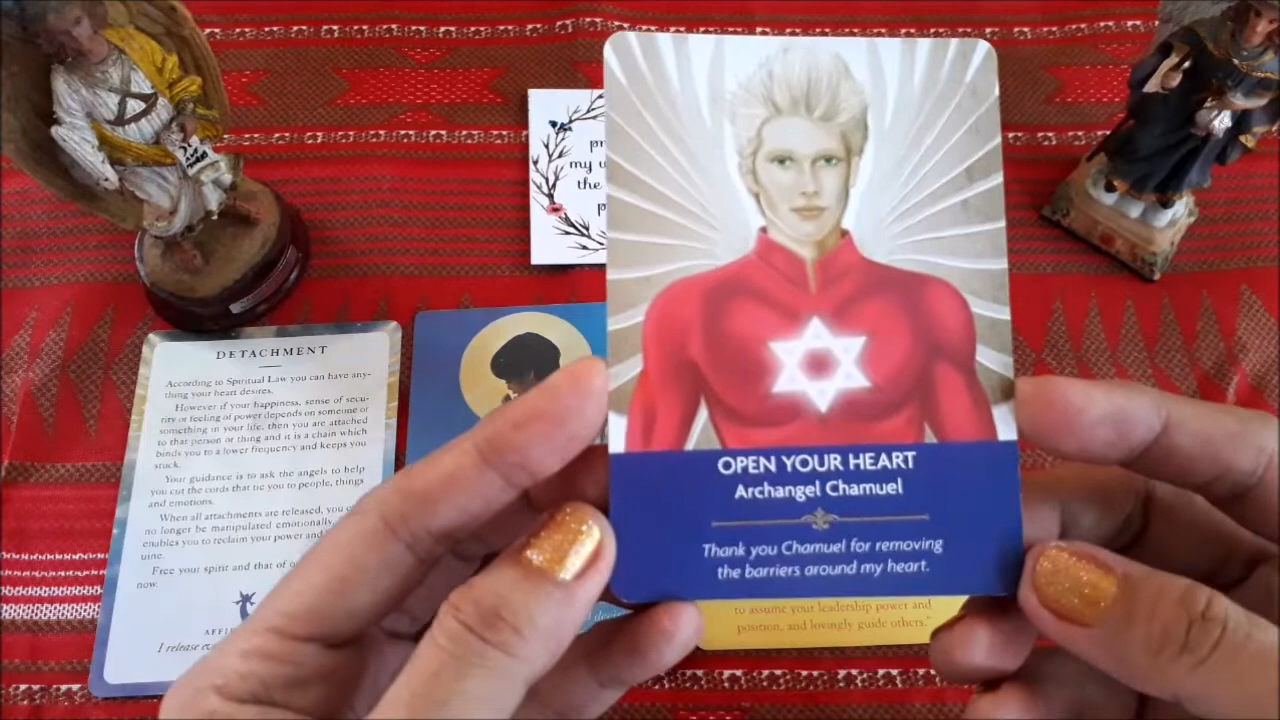 OPEN YOUR HEART
Archangel Chamuel
Thank you Chamuel for removing
the barriers around my heart.
DETACHMENT
According to Spiritual Law you can have any-
thing your heart desires.
However if your happiness, sense of secu-
rity or feeling of power depends on someone or
something in your life, then you are attached
to that person or thing and it is a chain which
binds you to a lower frequency and keeps you
stuck.
Your guidance is to ask the angels to help
you cut the cords that tie you to people, things
and emotions.
When all attachments are released, you
no longer be manipulated emotionally
enables you to reclaim your power and
uine.
Free your spirit and that of
now.
I release
my
the
to assume your leadership power and
position, and lovingly guide others."